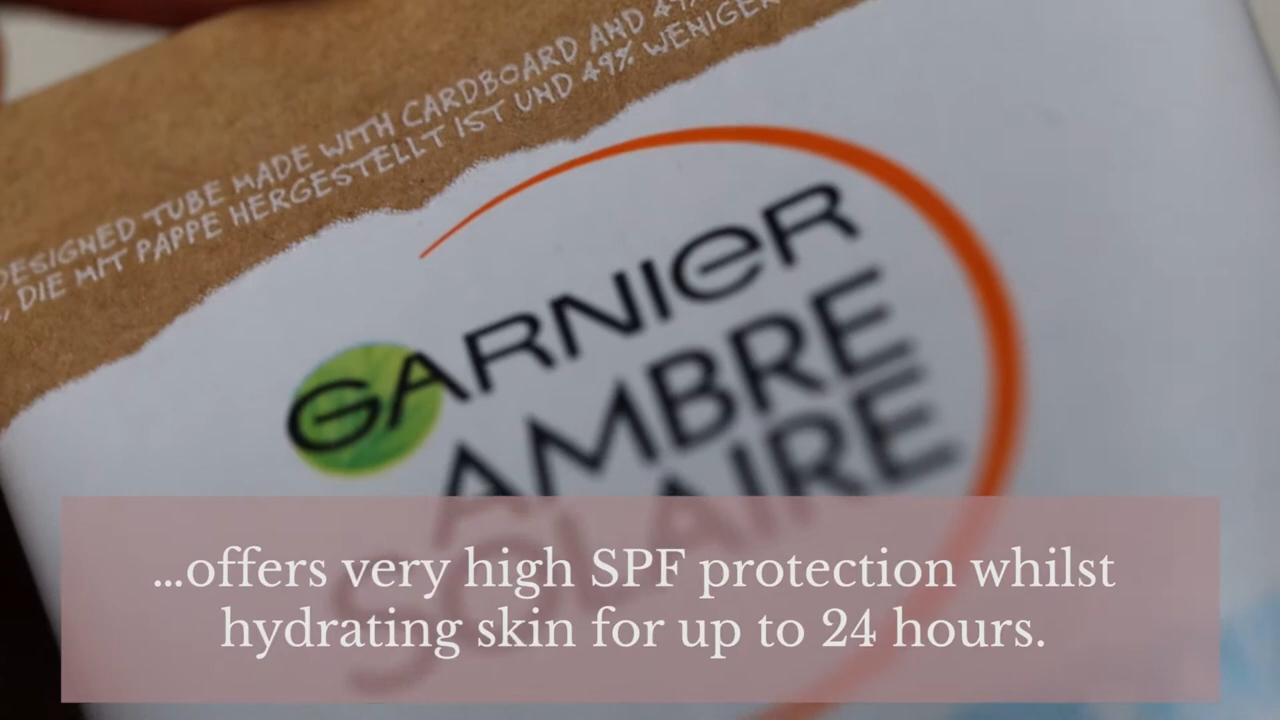 DESIGNED TUBE MADE WITH CARDBOARD AND 49%
, DIE MIT PAPPE HERGESTELLT IST UND 49% WENIGER
GARNIER
AMBRE
SOLAIRE
...offers very high SPF protection whilst
hydrating skin for up to 24 hours.